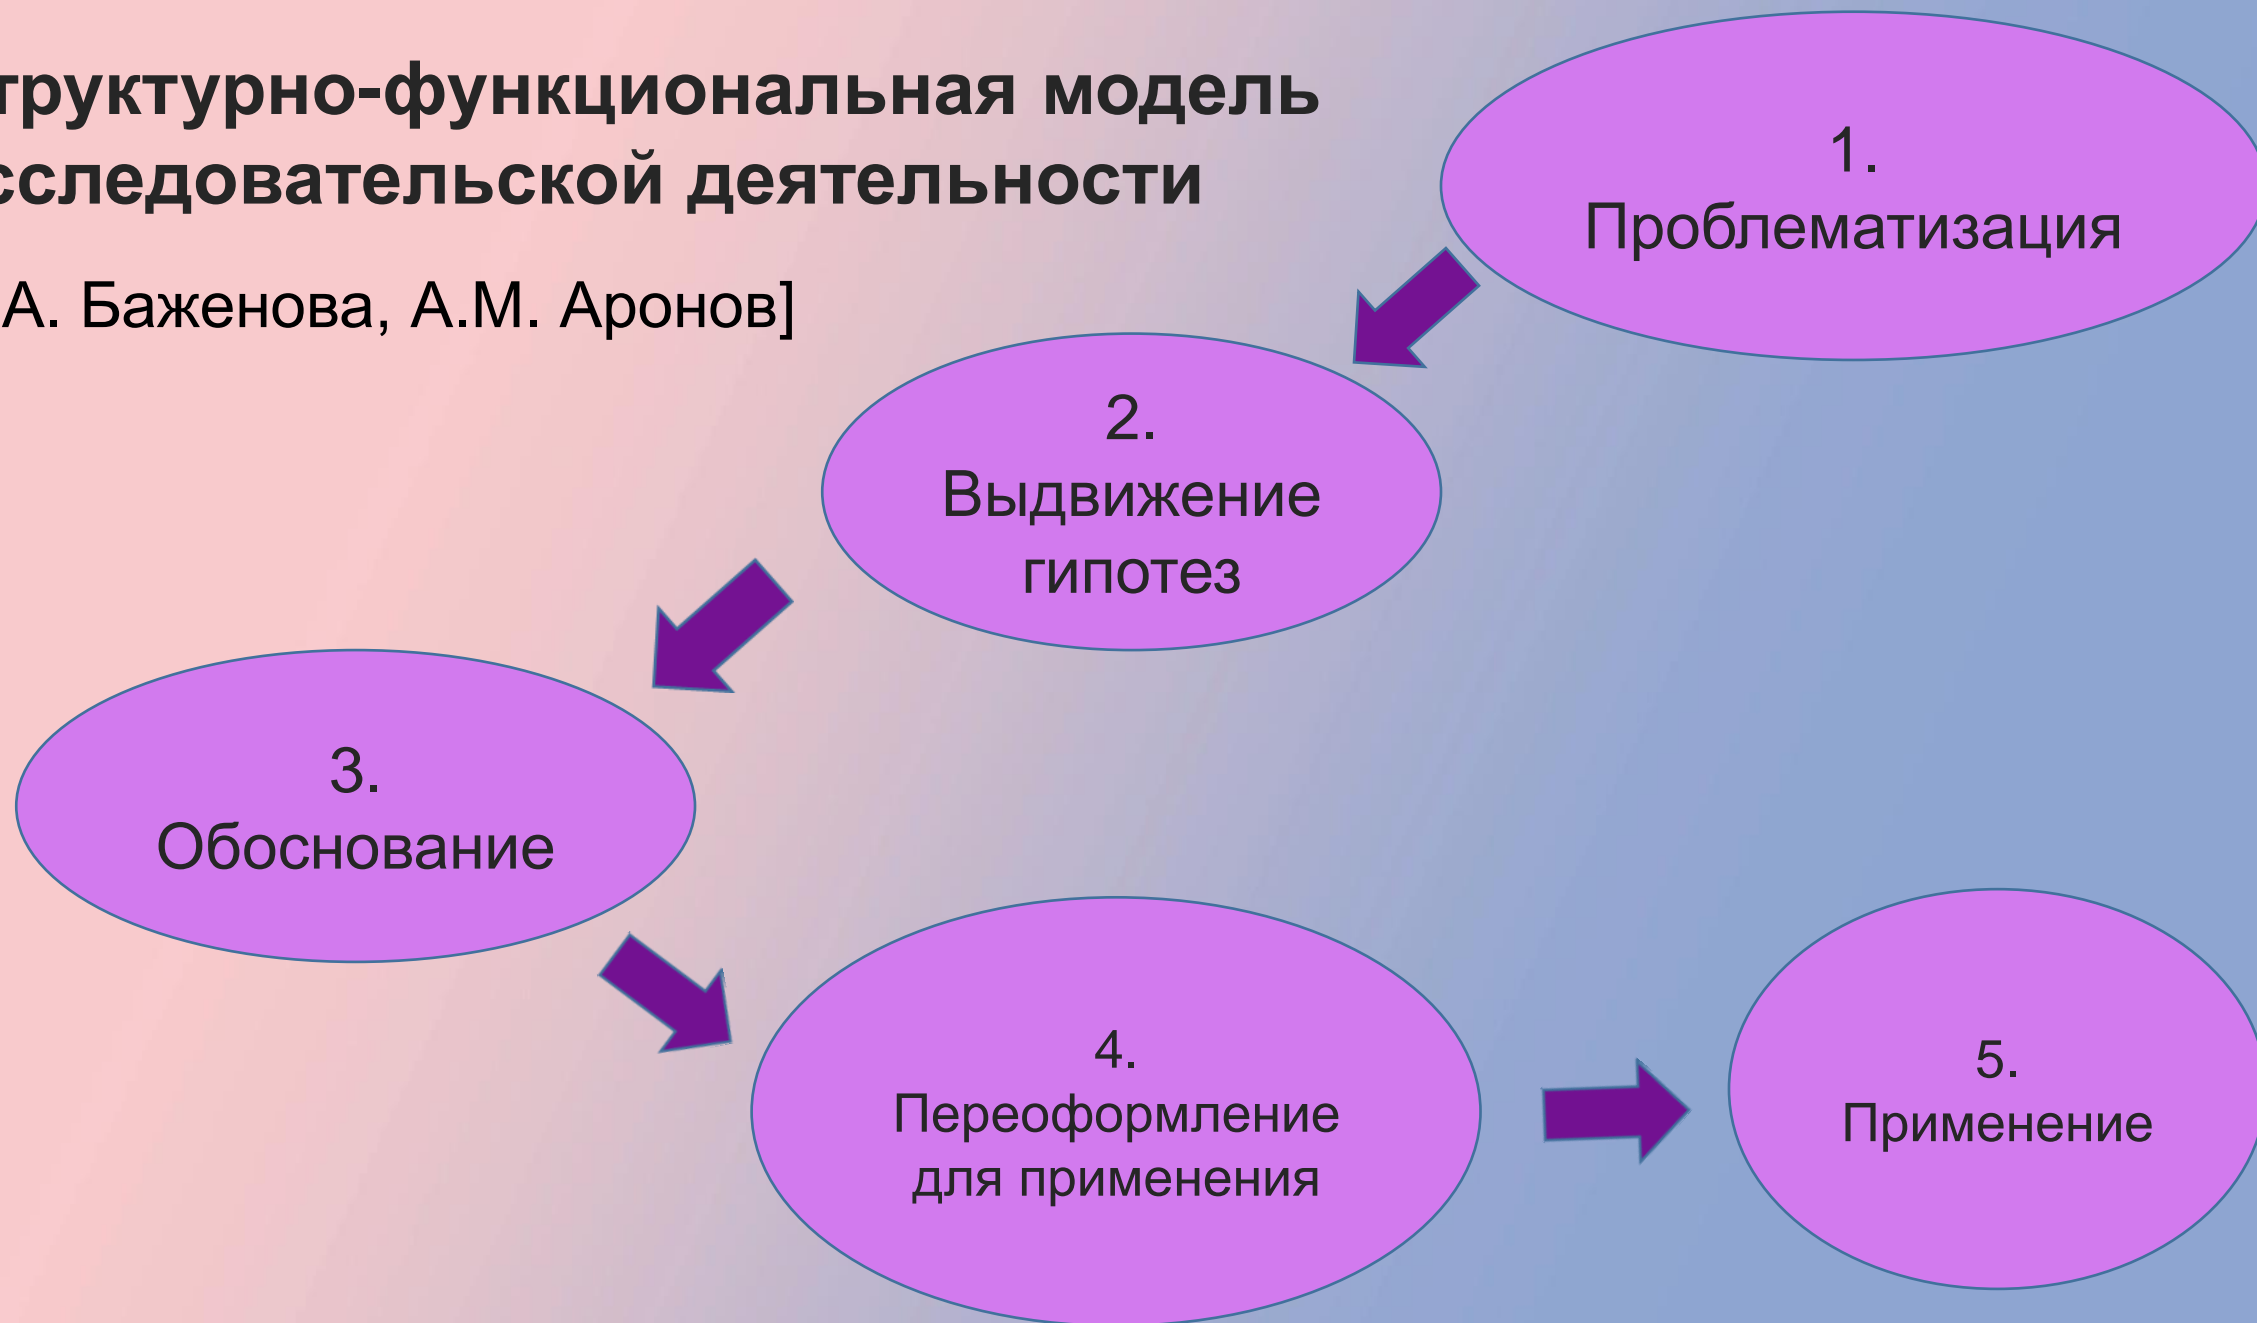 труктурно-функциональная модель
сследовательской деятельности
А. Баженова, А.М. Аронов]
1.
Проблематизация
2.
Выдвижение
гипотез
3.
Обоснование
4.
Переоформление
для применения
5.
Применение